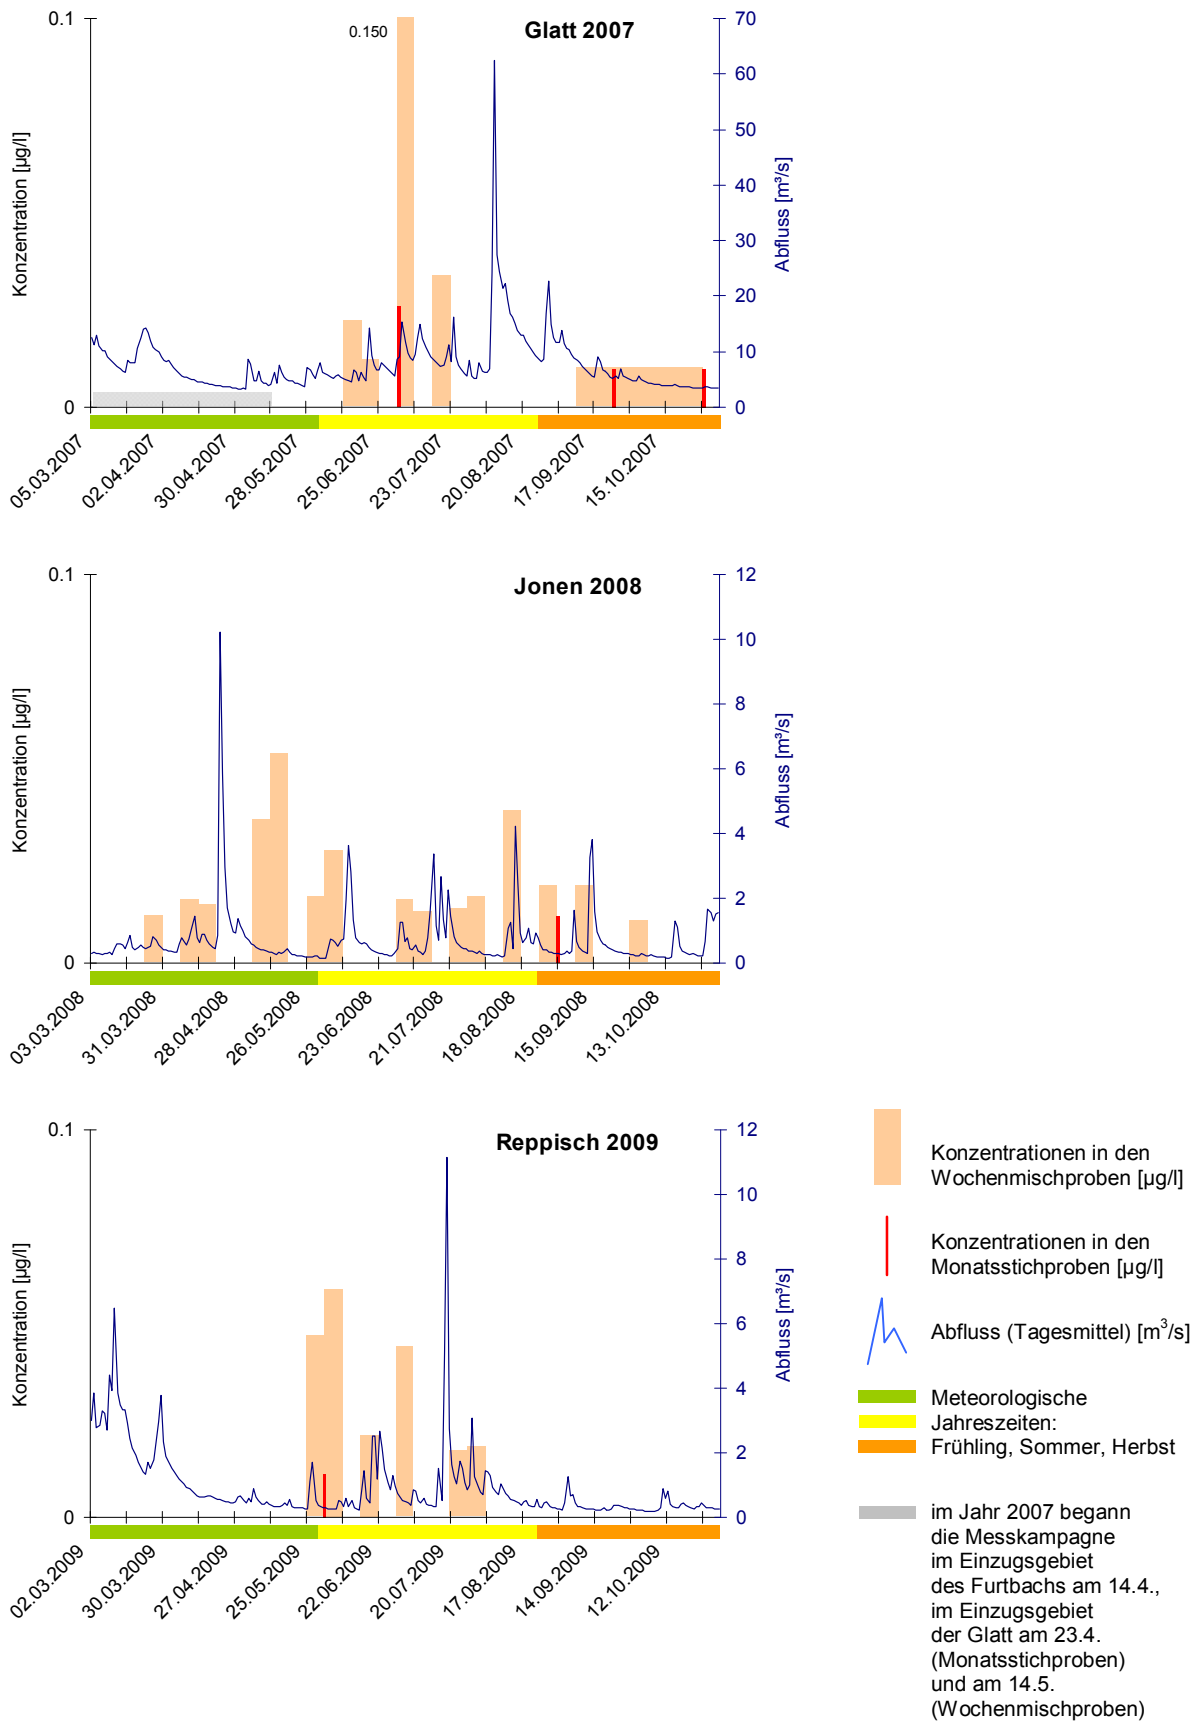 Glatt 2007
0.1
0
Konzentration [µg/l]
0.150
70
60
50
40
30
20
10
0
Abfluss [m³/s]
05.03.2007
02.04.2007
30.04.2007
28.05.2007
25.06.2007
23.07.2007
20.08.2007
17.09.2007
15.10.2007
Jonen 2008
0.1
0
Konzentration [µg/l]
12
10
8
6
4
2
0
Abfluss [m³/s]
03.03.2008
31.03.2008
28.04.2008
26.05.2008
23.06.2008
21.07.2008
18.08.2008
15.09.2008
13.10.2008
Reppisch 2009
0.1
0
Konzentration [µg/l]
12
10
8
6
4
2
0
Abfluss [m³/s]
02.03.2009
30.03.2009
27.04.2009
25.05.2009
22.06.2009
20.07.2009
17.08.2009
14.09.2009
12.10.2009
Konzentrationen in den
Wochenmischproben [µg/l]
Konzentrationen in den
Monatsstichproben [µg/l]
Abfluss (Tagesmittel) [m³/s]
Meteorologische
Jahreszeiten:
Frühling, Sommer, Herbst
im Jahr 2007 begann
die Messkampagne
im Einzugsgebiet
des Furtbachs am 14.4.,
im Einzugsgebiet
der Glatt am 23.4.
(Monatsstichproben)
und am 14.5.
(Wochenmischproben)